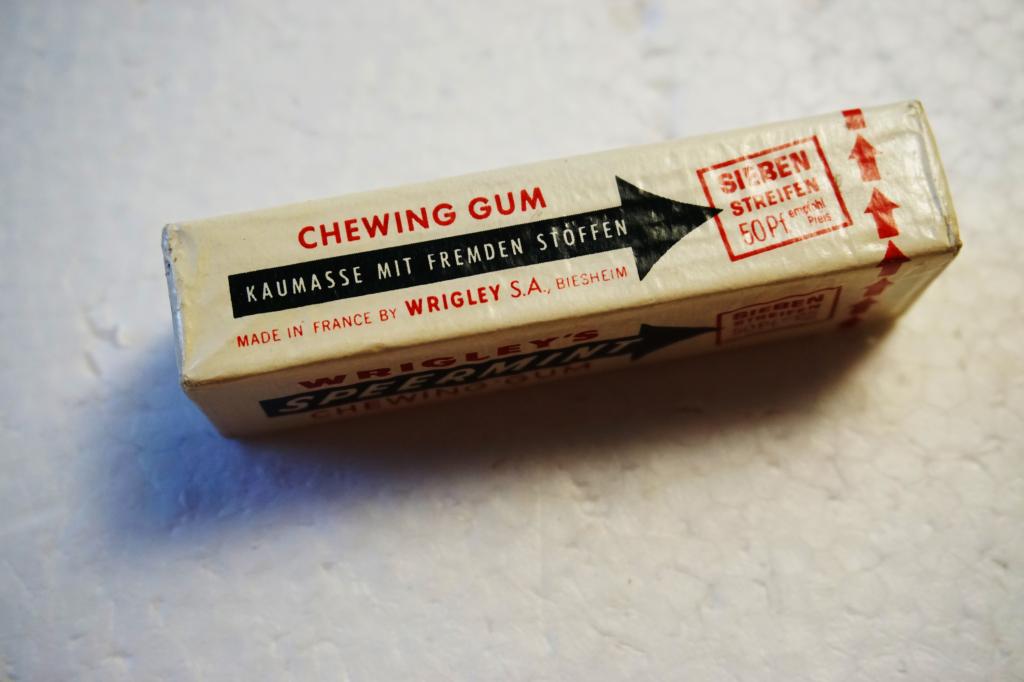 CHEWING GUM
KAUMASSE MIT FREMDEN STÖFFEN
MADE IN FRANCE BY WRIGLEY S.A., BIESHEIM
SIEBEN
STREIFEN
50 Pf empfohl
Preis
WRIGLEY'S
SPEERMINT
CHEWING GUM
SIEBEN
STREIFEN